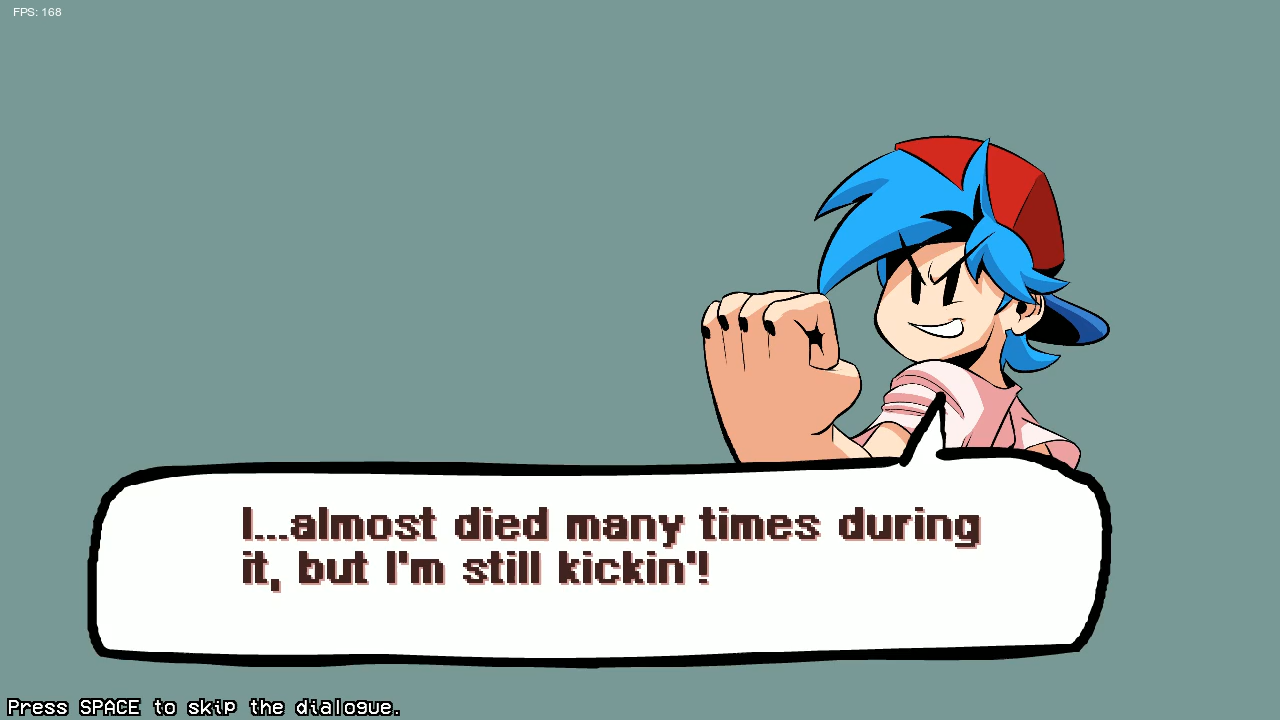 FPS: 168
I...almost died many times during
it, but I'm still kickin'!
Press SPACE to skip the dialogue.